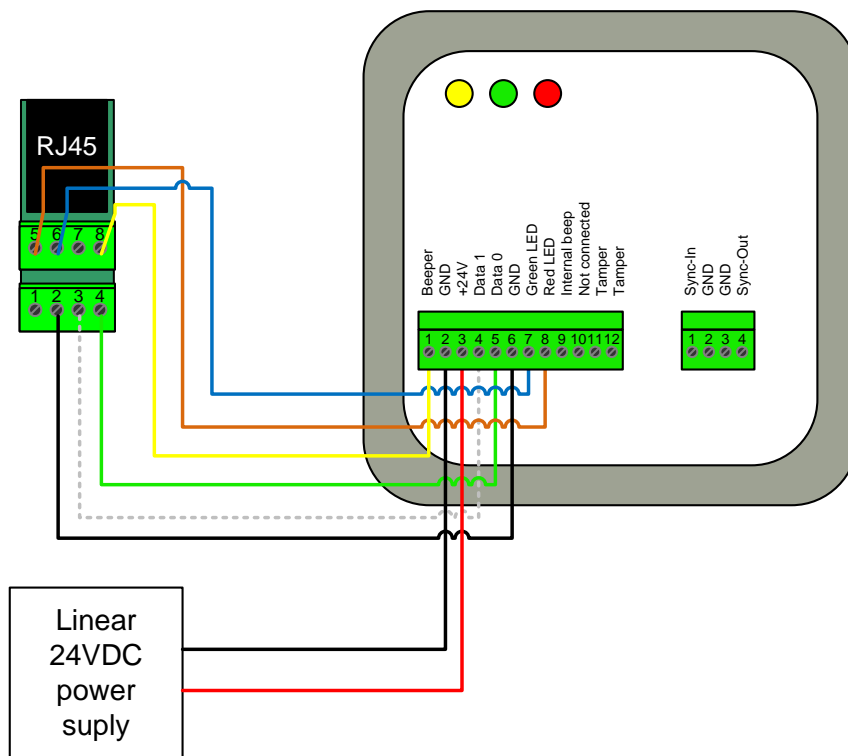 RJ45
5 6 7 8
1 2 3 4
Beeper
GND
+24V
Data 1
Data 0
GND
Green LED
Red LED
Internal beep
Not connected
Tamper
Tamper
1 2 3 4 5 6 7 8 9 10 11 12
Sync-In
GND
GND
Sync-Out
1 2 3 4
Linear
24VDC
power
suply